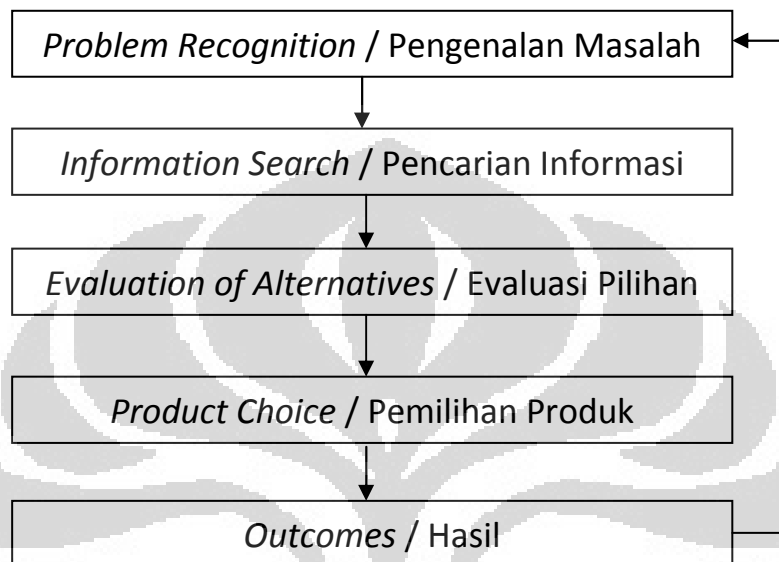 Problem Recognition / Pengenalan Masalah
Information Search / Pencarian Informasi
Evaluation of Alternatives / Evaluasi Pilihan
Product Choice / Pemilihan Produk
Outcomes / Hasil